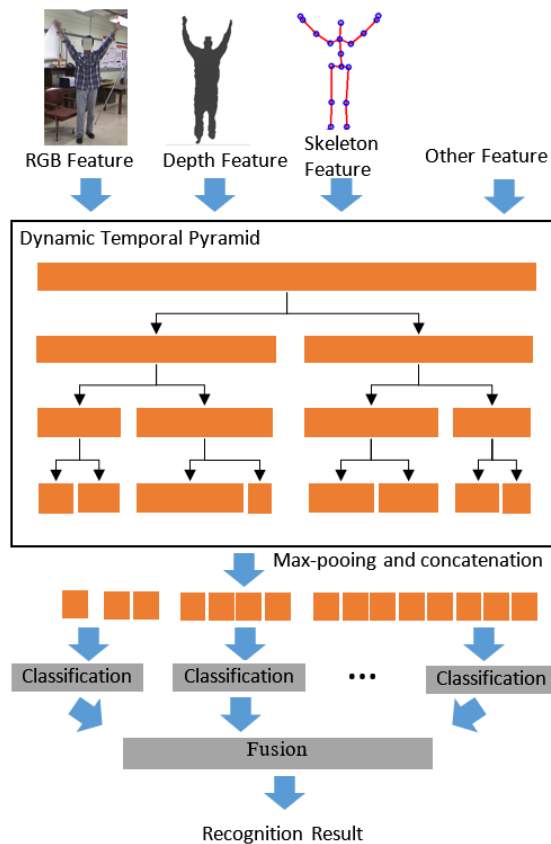 RGB Feature
Depth Feature
Skeleton
Feature
Other Feature
Dynamic Temporal Pyramid
Max-pooing and concatenation
Classification
Classification
...
Classification
Fusion
Recognition Result